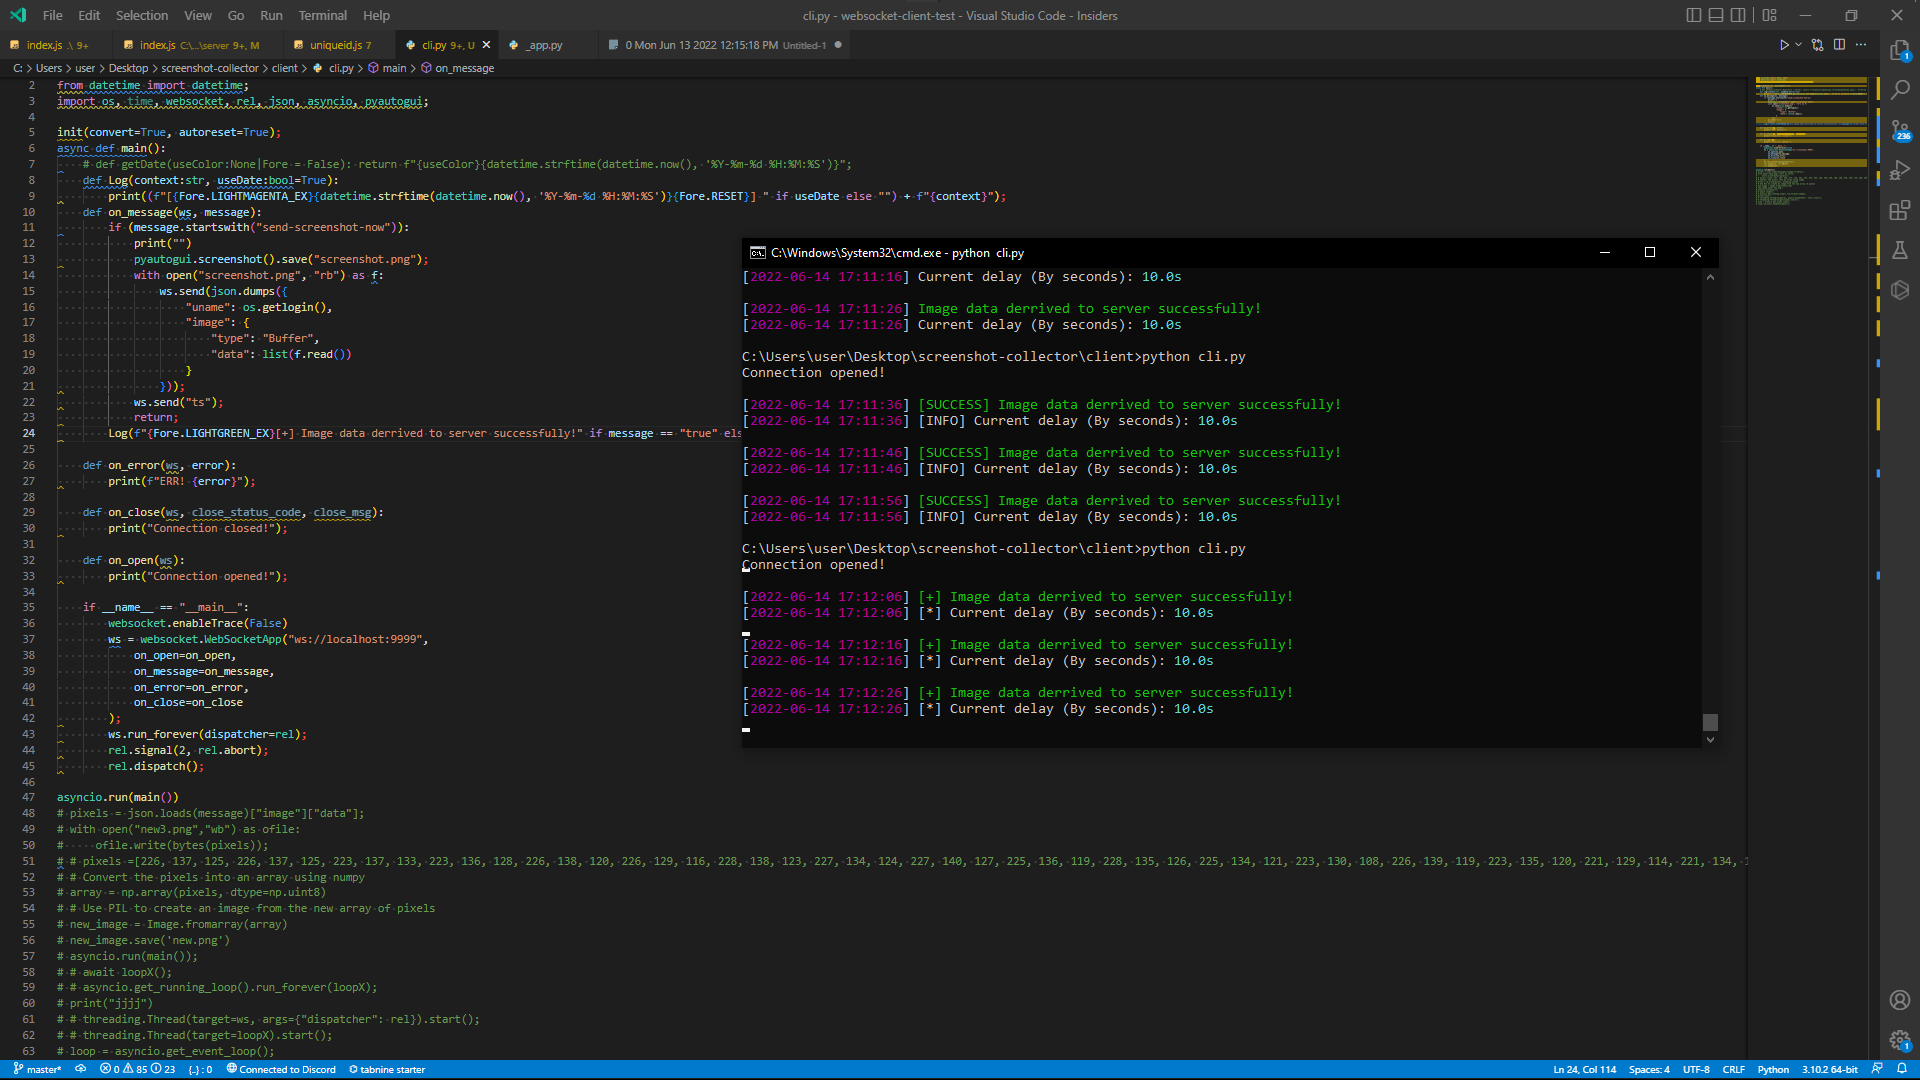 File Edit Selection View Go Run Terminal Help
cli.py - websocket-client-test - Visual Studio Code - Insiders
index.js .\ 9+
index.js C:\...\server 9+, M
uniqueid.js 7
cli.py 9+, U
_app.py
0 Mon Jun 13 2022 12:15:18 PM Untitled-1
C: > Users > user > Desktop > screenshot-collector > client > cli.py > main > on_message
2 from datetime import datetime;
3 import os, time, websocket, rel, json, asyncio, pyautogui;
4
5 init(convert=True, autoreset=True);
6 async def main():
7 # def getDate(useColor:None|Fore = False): return f"{useColor}{datetime.strftime(datetime.now(), '%Y-%m-%d %H:%M:%S')}";
8 def Log(context:str, useDate:bool=True):
9 print((f"[{Fore.LIGHTMAGENTA_EX}{datetime.strftime(datetime.now(), '%Y-%m-%d %H:%M:%S')}{Fore.RESET}] " if useDate else "") + f"{context}");
10 def on_message(ws, message):
11 if (message.startswith("send-screenshot-now")):
12 print("")
13 pyautogui.screenshot().save("screenshot.png");
14 with open("screenshot.png", "rb") as f:
15 ws.send(json.dumps({
16 "uname": os.getlogin(),
17 "image": {
18 "type": "Buffer",
19 "data": list(f.read())
20 }
21 }));
22 ws.send("ts");
23 return;
24 Log(f"{Fore.LIGHTGREEN_EX}[+] Image data derrived to server successfully!" if message == "true" els
25
26 def on_error(ws, error):
27 print(f"ERR! {error}");
28
29 def on_close(ws, close_status_code, close_msg):
30 print("Connection closed!");
31
32 def on_open(ws):
33 print("Connection opened!");
34
35 if __name__ == "__main__":
36 websocket.enableTrace(False)
37 ws = websocket.WebSocketApp("ws://localhost:9999",
38 on_open=on_open,
39 on_message=on_message,
40 on_error=on_error,
41 on_close=on_close
42 );
43 ws.run_forever(dispatcher=rel);
44 rel.signal(2, rel.abort);
45 rel.dispatch();
46
47 asyncio.run(main())
48 # pixels = json.loads(message)["image"]["data"];
49 # with open("new3.png","wb") as ofile:
50 # ofile.write(bytes(pixels));
51 # # pixels =[226, 137, 125, 226, 137, 125, 223, 137, 133, 223, 136, 128, 226, 138, 120, 226, 129, 116, 228, 138, 123, 227, 134, 124, 227, 140, 127, 225, 136, 119, 228, 135, 126, 225, 134, 121, 223, 130, 108, 226, 139, 119, 223, 135, 120, 221, 129, 114, 221, 134,
52 # # Convert the pixels into an array using numpy
53 # array = np.array(pixels, dtype=np.uint8)
54 # # Use PIL to create an image from the new array of pixels
55 # new_image = Image.fromarray(array)
56 # new_image.save('new.png')
57 # asyncio.run(main());
58 # # await loopX();
59 # # asyncio.get_running_loop().run_forever(loopX);
60 # print("jjjj")
61 # # threading.Thread(target=ws, args={"dispatcher": rel}).start();
62 # # threading.Thread(target=loopX).start();
63 # loop = asyncio.get_event_loop();
C:\Windows\System32\cmd.exe - python cli.py
[2022-06-14 17:11:16] Current delay (By seconds): 10.0s
[2022-06-14 17:11:26] Image data derrived to server successfully!
[2022-06-14 17:11:26] Current delay (By seconds): 10.0s
C:\Users\user\Desktop\screenshot-collector\client>python cli.py
Connection opened!
[2022-06-14 17:11:36] [SUCCESS] Image data derrived to server successfully!
[2022-06-14 17:11:36] [INFO] Current delay (By seconds): 10.0s
[2022-06-14 17:11:46] [SUCCESS] Image data derrived to server successfully!
[2022-06-14 17:11:46] [INFO] Current delay (By seconds): 10.0s
[2022-06-14 17:11:56] [SUCCESS] Image data derrived to server successfully!
[2022-06-14 17:11:56] [INFO] Current delay (By seconds): 10.0s
C:\Users\user\Desktop\screenshot-collector\client>python cli.py
Connection opened!
[2022-06-14 17:12:06] [+] Image data derrived to server successfully!
[2022-06-14 17:12:06] [*] Current delay (By seconds): 10.0s
[2022-06-14 17:12:16] [+] Image data derrived to server successfully!
[2022-06-14 17:12:16] [*] Current delay (By seconds): 10.0s
[2022-06-14 17:12:26] [+] Image data derrived to server successfully!
[2022-06-14 17:12:26] [*] Current delay (By seconds): 10.0s
1
236
1
master* 0 85 23 {..} : 0 Connected to Discord tabnine starter
Ln 24, Col 114 Spaces: 4 UTF-8 CRLF Python 3.10.2 64-bit